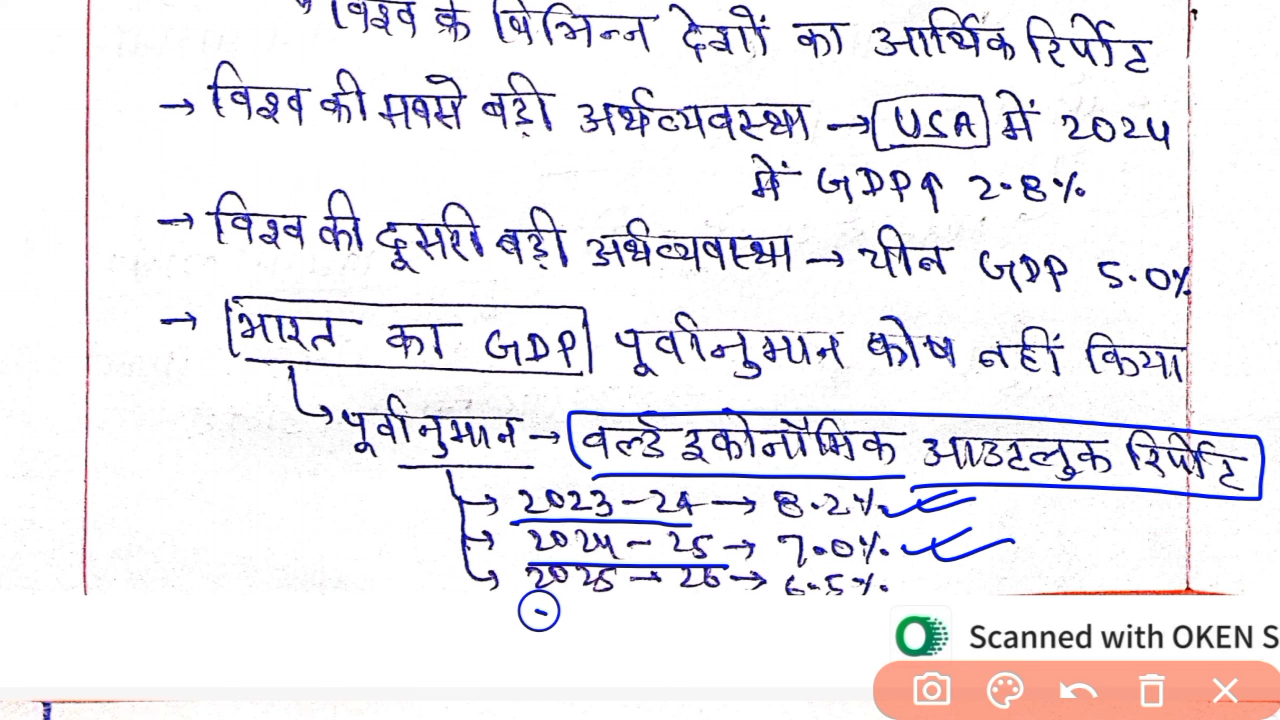 विश्व के विभिन्न देशों का आर्थिक रिर्पोट
→ विश्व की सबसे बड़ी अर्थव्यवस्था → USA में 2024
में GDP↑ 2.8%
→ विश्व की दूसरी बड़ी अर्थव्यवस्था → चीन GDP 5.0%
→ भारत का GDP पूर्वानुमान कोष नहीं किया
पूर्वानुमान → वर्ल्ड इकोनॉमिक आउटलुक रिर्पोट
→ 2023-24 → 8.2%
→ 2024-25 → 7.0%
→ 2025-26 → 6.5%
Scanned with OKEN S